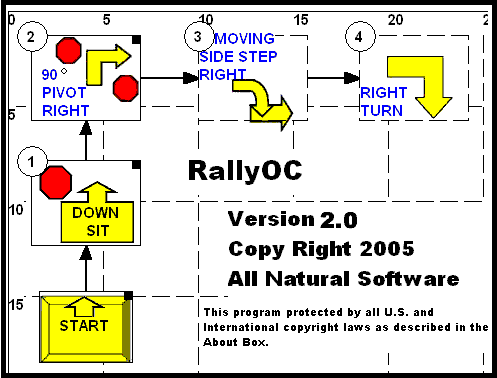 0 5 10 15 20 25
2
90°
PIVOT
RIGHT
3
MOVING
SIDE STEP
RIGHT
4
RIGHT
TURN
5
1
DOWN
SIT
RallyOC
10
Version 2.0
Copy Right 2005
All Natural Software
15
START
This program protected by all U.S. and
International copyright laws as described in the
About Box.